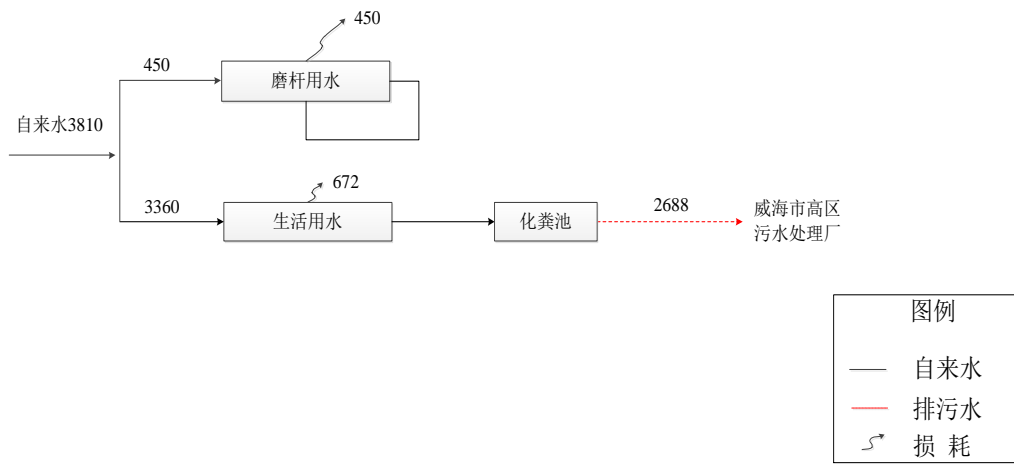 450
450
磨杆用水
自来水3810
672
3360
生活用水
化粪池
2688
威海市高区
污水处理厂
图例
自来水
排污水
损 耗